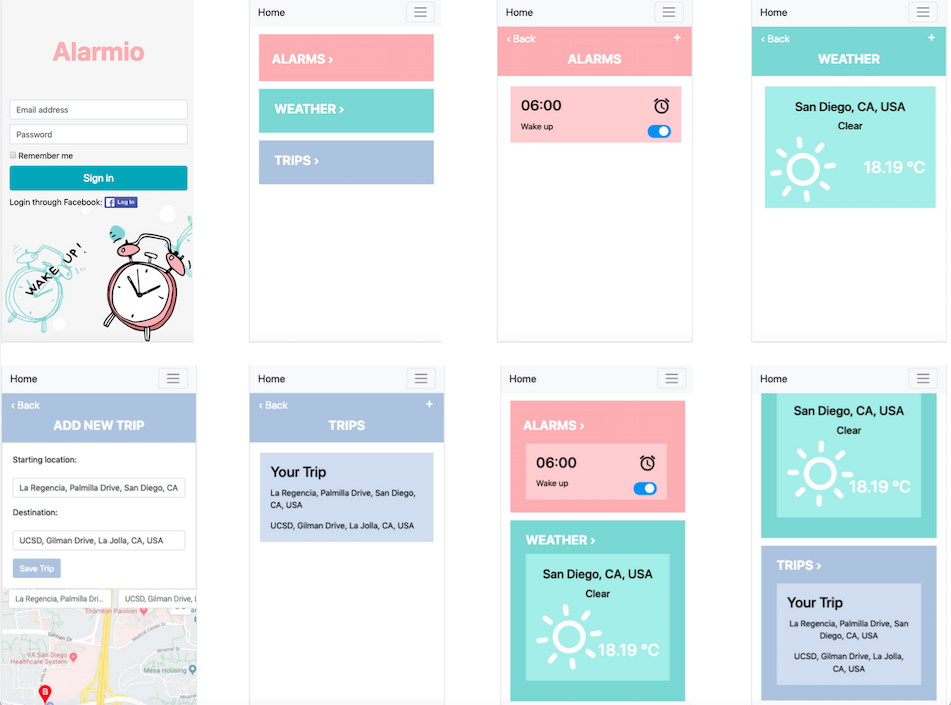 Alarmio
Email address
Password
Remember me
Sign in
Login through Facebook: f Log In
WAKE UP!
Home
ALARMS ›
WEATHER ›
TRIPS ›
Home
‹ Back +
ALARMS
06:00
Wake up
Home
‹ Back +
WEATHER
San Diego, CA, USA
Clear
18.19 °C
Home
‹ Back
ADD NEW TRIP
Starting location:
La Regencia, Palmilla Drive, San Diego, CA
Destination:
UCSD, Gilman Drive, La Jolla, CA, USA
Save Trip
La Regencia, Palmilla Dri...
UCSD, Gilman Drive, L
Thornton Pavilion
Gilman Dr
VA San Diego
Healthcare System
Mesa Housing
B
Home
‹ Back +
TRIPS
Your Trip
La Regencia, Palmilla Drive, San Diego,
CA, USA
UCSD, Gilman Drive, La Jolla, CA, USA
Home
ALARMS ›
06:00
Wake up
WEATHER ›
San Diego, CA, USA
Clear
18.19 °C
Home
San Diego, CA, USA
Clear
18.19 °C
TRIPS ›
Your Trip
La Regencia, Palmilla Drive, San
Diego, CA, USA
UCSD, Gilman Drive, La Jolla,
CA, USA